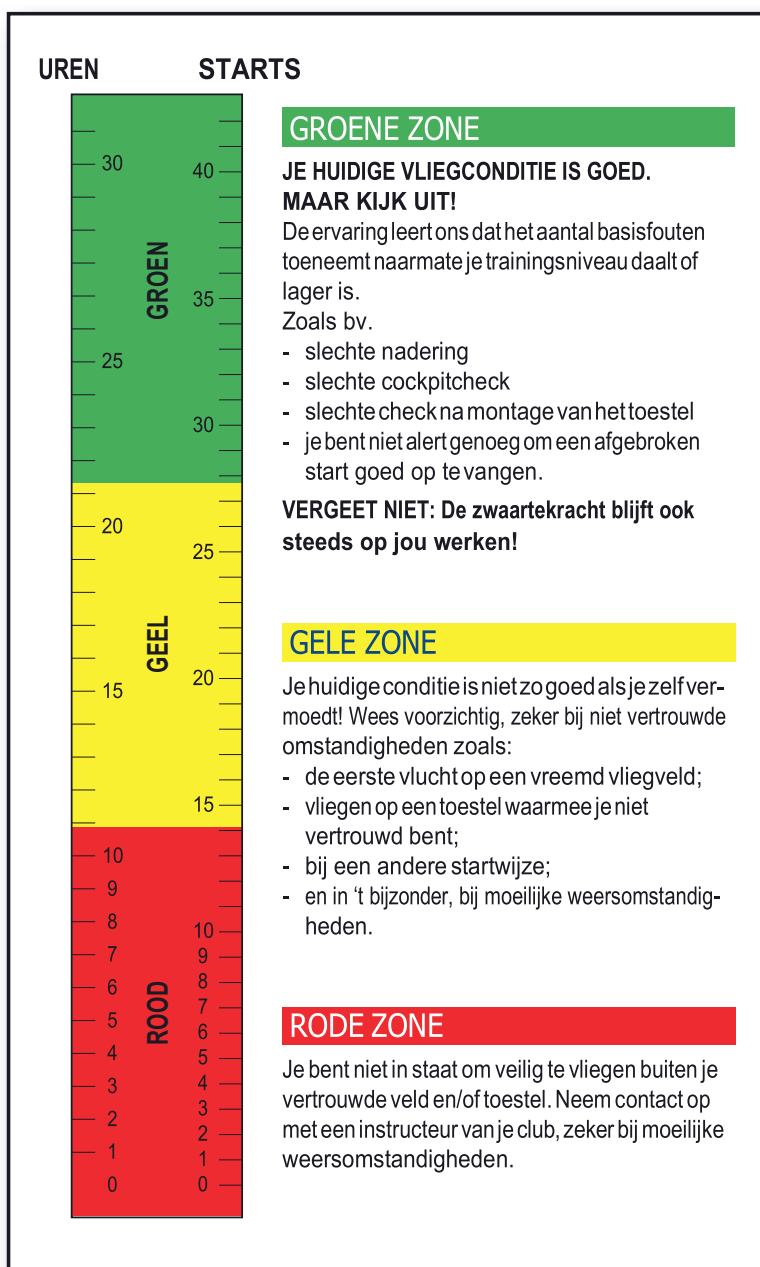 UREN STARTS
30
25
20
15
10
9
8
7
6
5
4
3
2
1
0
GROEN
GEEL
ROOD
40
35
30
25
20
15
10
9
8
7
6
5
4
3
2
1
0
GROENE ZONE
JE HUIDIGE VLIEGCONDITIE IS GOED.
MAAR KIJK UIT!
De ervaring leert ons dat het aantal basisfouten
toeneemt naarmate je trainingsniveau daalt of
lager is.
Zoals bv.
- slechte nadering
- slechte cockpitcheck
- slechte check na montage van het toestel
- je bent niet alert genoeg om een afgebroken
start goed op te vangen.
VERGEET NIET: De zwaartekracht blijft ook
steeds op jou werken!
GELE ZONE
Je huidige conditie is niet zo goed als je zelf ver-
moedt! Wees voorzichtig, zeker bij niet vertrouwde
omstandigheden zoals:
- de eerste vlucht op een vreemd vliegveld;
- vliegen op een toestel waarmee je niet
vertrouwd bent;
- bij een andere startwijze;
- en in ‘t bijzonder, bij moeilijke weersomstandig-
heden.
RODE ZONE
Je bent niet in staat om veilig te vliegen buiten je
vertrouwde veld en/of toestel. Neem contact op
met een instructeur van je club, zeker bij moeilijke
weersomstandigheden.